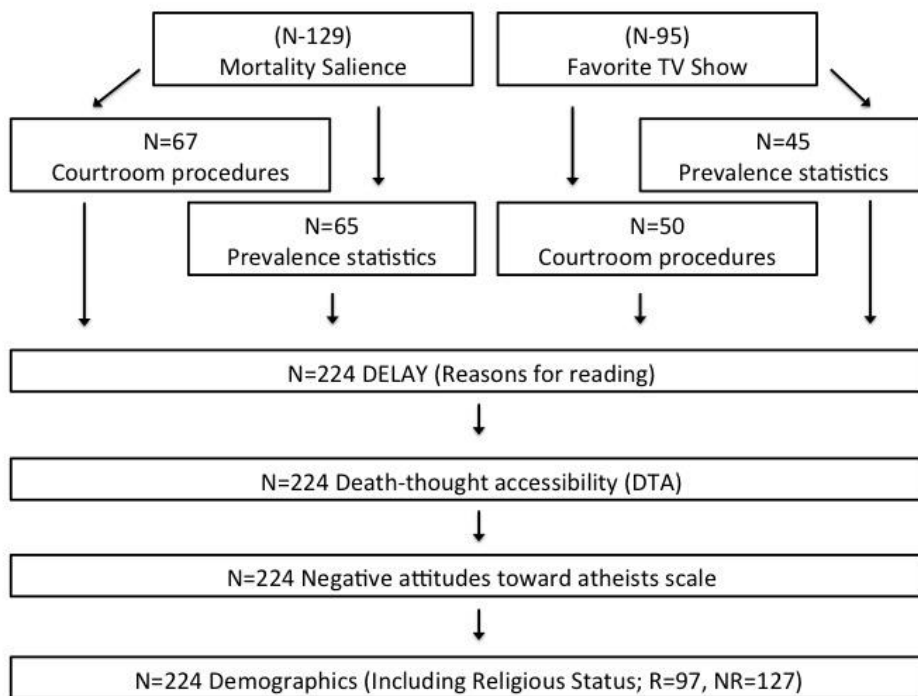 (N-129)
Mortality Salience
(N-95)
Favorite TV Show
N=67
Courtroom procedures
N=45
Prevalence statistics
N=65
Prevalence statistics
N=50
Courtroom procedures
N=224 DELAY (Reasons for reading)
N=224 Death-thought accessibility (DTA)
N=224 Negative attitudes toward atheists scale
N=224 Demographics (Including Religious Status; R=97, NR=127)